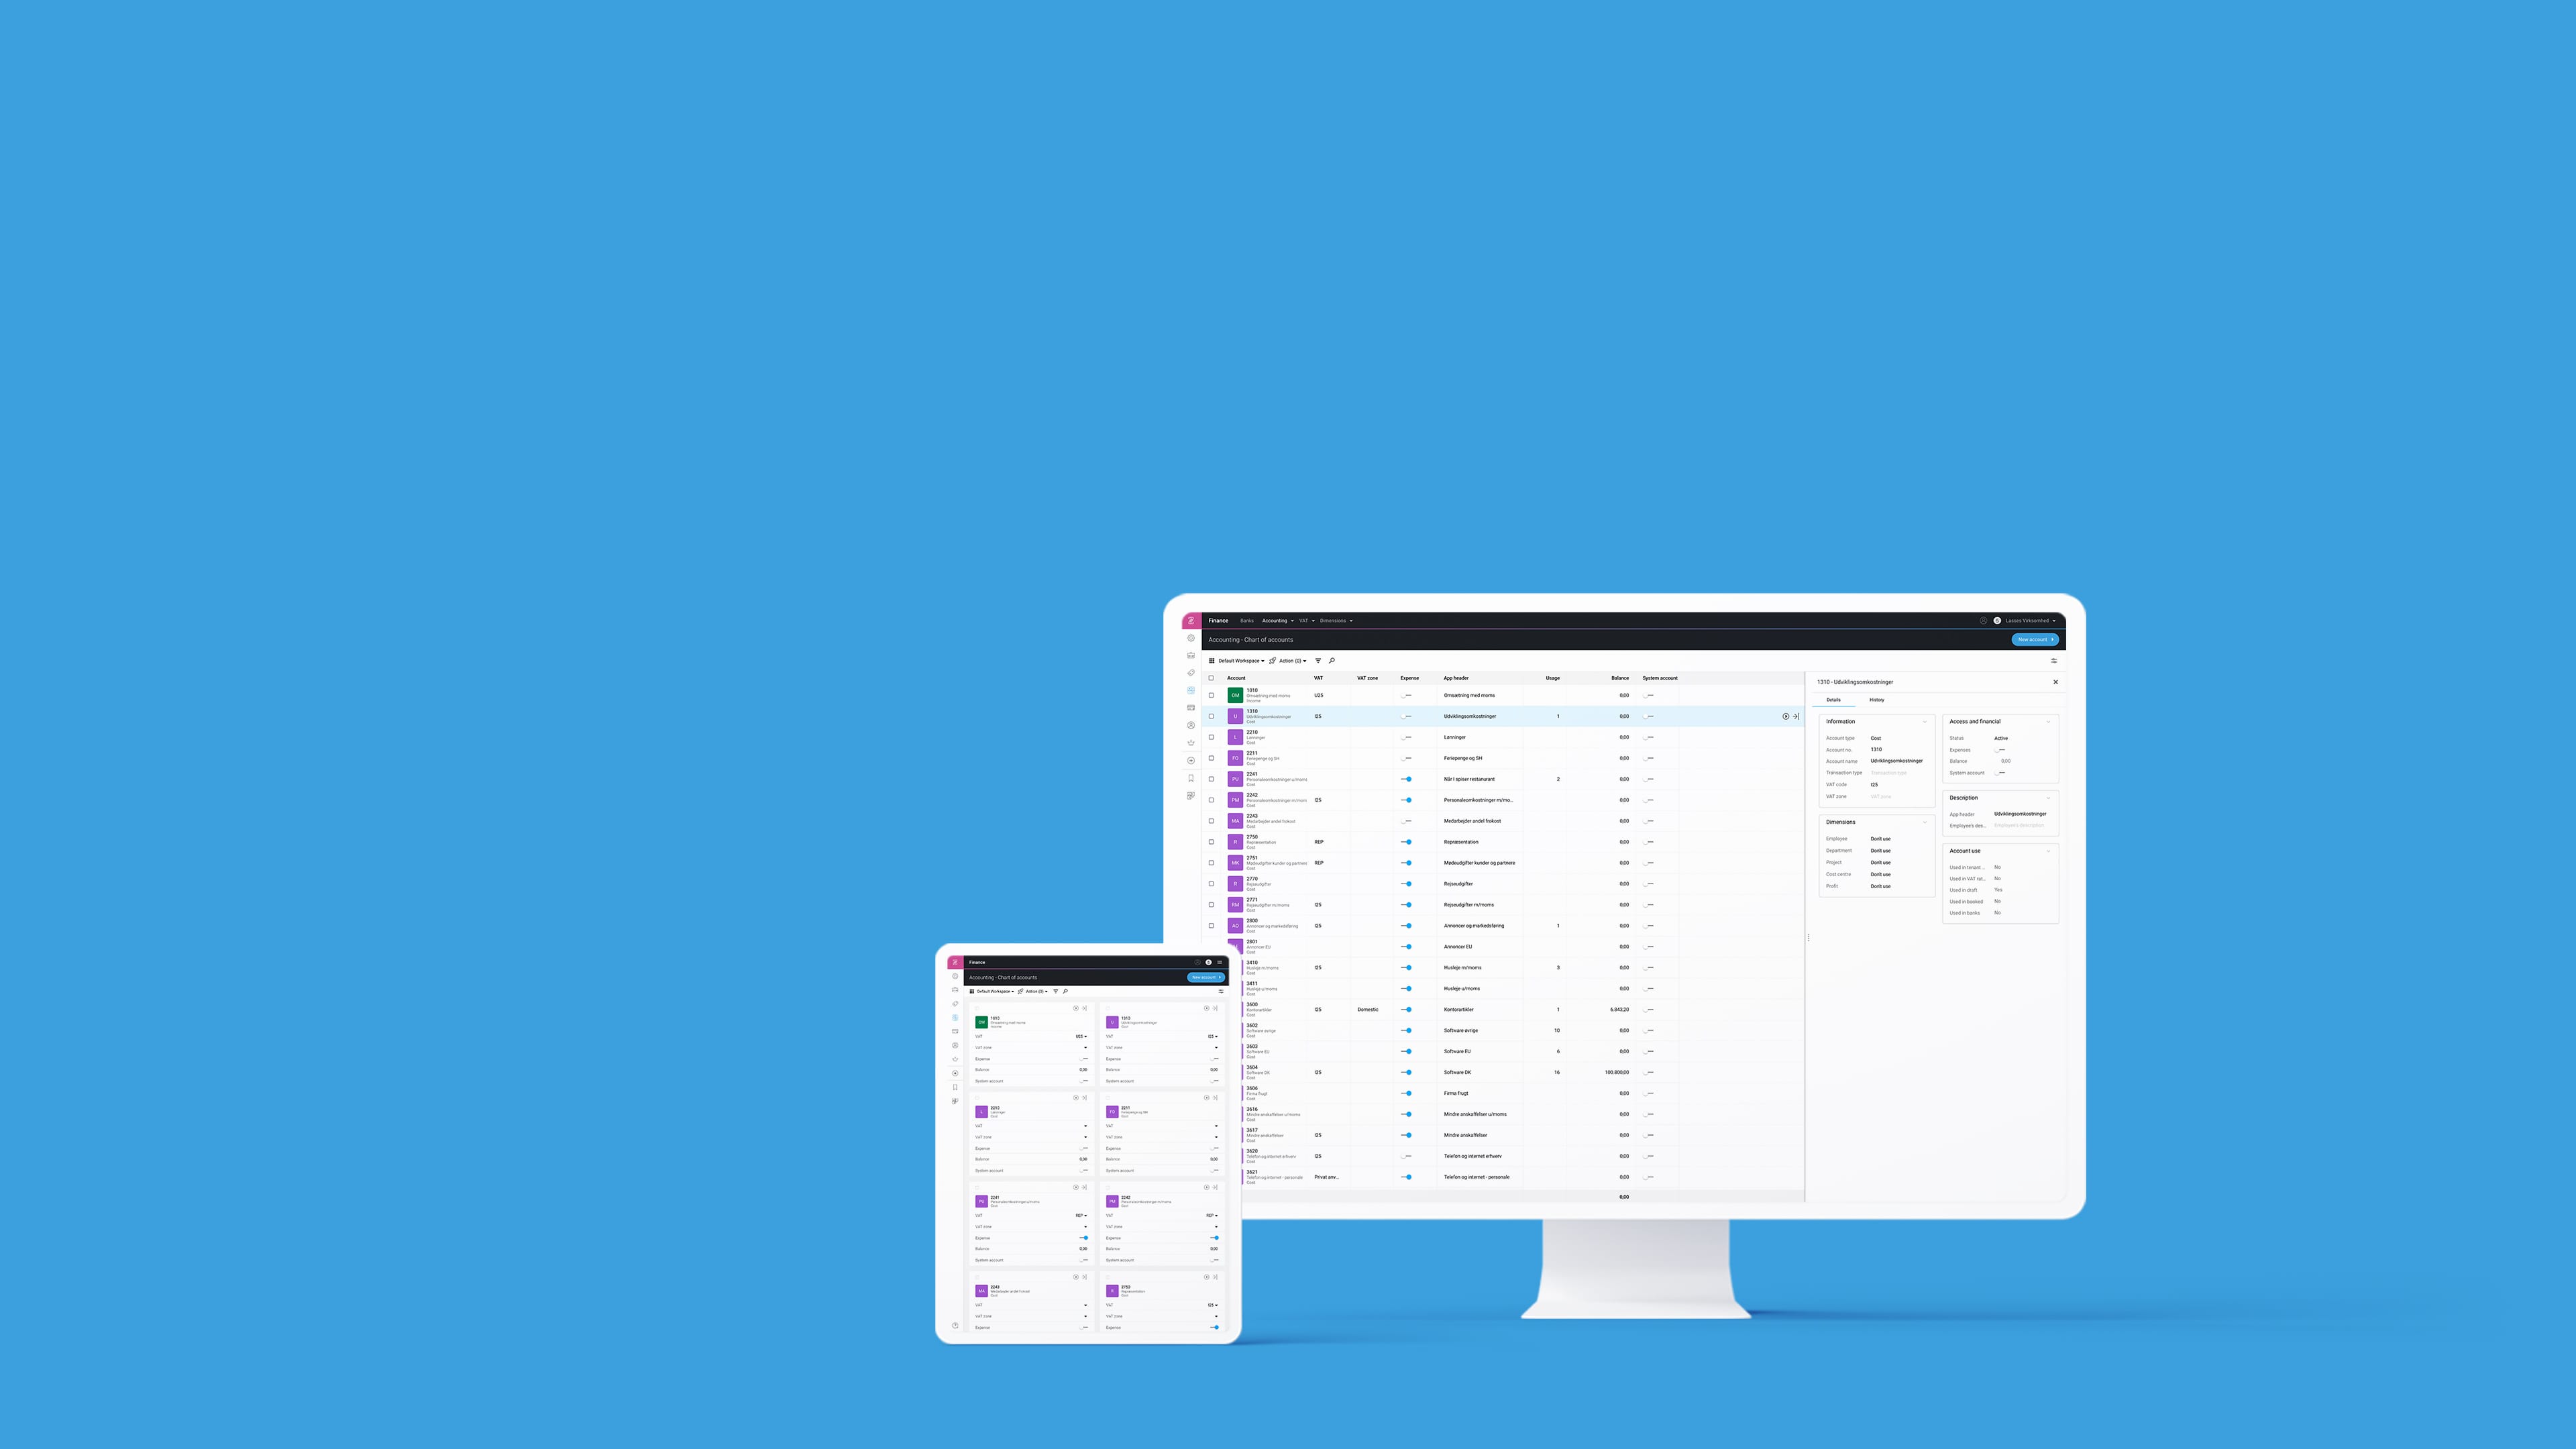 Finance Banks Accounting VAT Dimensions Lasses Virksomhed
Accounting - Chart of accounts New account
Default Workspace Action (0)
Account VAT VAT zone Expense App header Usage Balance System account
OM 1010 U25 Omsætning med moms 0,00
Omsætning med moms
Income
U 1310 I25 Udviklingsomkostninger 1 0,00
Udviklingsomkostninger
Cost
L 2210 Lønninger 0,00
Lønninger
Cost
FO 2211 Feriepenge og SH 0,00
Feriepenge og SH
Cost
PU 2241 Når I spiser restaurant 2 0,00
Personaleomkostninger u/moms
Cost
PM 2242 I25 Personaleomkostninger m/mo... 0,00
Personaleomkostninger m/mom
Cost
MA 2243 Medarbejder andel frokost 0,00
Medarbejder andel frokost
Cost
R 2750 REP Repræsentation 0,00
Repræsentation
Cost
MK 2751 REP Mødeudgifter kunder og partnere 0,00
Mødeudgifter kunder og partnere
Cost
R 2770 Rejseudgifter 0,00
Rejseudgifter
Cost
RM 2771 I25 Rejseudgifter m/moms 0,00
Rejseudgifter m/moms
Cost
AO 2800 I25 Annoncer og markedsføring 1 0,00
Annoncer og markedsføring
Cost
2801 Annoncer EU 0,00
Annoncer EU
Cost
3410 I25 Husleje m/moms 3 0,00
Husleje m/moms
Cost
3411 Husleje u/moms 0,00
Husleje u/moms
Cost
3600 I25 Domestic Kontorartikler 1 6.043,20
Kontorartikler
Cost
3602 Software øvrige 10 0,00
Software øvrige
Cost
3603 Software EU 6 0,00
Software EU
Cost
3604 I25 Software DK 16 100.800,00
Software DK
Cost
3606 Firma frugt 0,00
Firma frugt
Cost
3616 Mindre anskaffelser u/moms 0,00
Mindre anskaffelser u/moms
Cost
3617 I25 Mindre anskaffelser 0,00
Mindre anskaffelser
Cost
3620 I25 Telefon og internet erhverv 0,00
Telefon og internet erhverv
Cost
3621 Privat anv... Telefon og internet - personale 0,00
Telefon og internet - personale
Cost
0,00
1310 - Udviklingsomkostninger
Details History
Information
Account type Cost
Account no. 1310
Account name Udviklingsomkostninger
Transaction type Transaction type
VAT code I25
VAT zone VAT zone
Dimensions
Employee Don't use
Department Don't use
Project Don't use
Cost centre Don't use
Profit Don't use
Access and financial
Status Active
Expenses
Balance 0,00
System account
Description
App header Udviklingsomkostninger
Employee's des... Employee's description
Account use
Used in tenant ... No
Used in VAT rat... No
Used in draft Yes
Used in booked No
Used in banks No
Finance
Accounting - Chart of accounts New account
Default Workspace Action (0)
OM 1010
Omsætning med moms
Income
VAT U25
VAT zone
Expense
Balance 0,00
System account
U 1310
Udviklingsomkostninger
Cost
VAT I25
VAT zone
Expense
Balance 0,00
System account
L 2210
Lønninger
Cost
VAT
VAT zone
Expense
Balance 0,00
System account
FO 2211
Feriepenge og SH
Cost
VAT
VAT zone
Expense
Balance 0,00
System account
PU 2241
Personaleomkostninger u/moms
Cost
VAT REP
VAT zone
Expense
Balance 0,00
System account
PM 2242
Personaleomkostninger m/moms
Cost
VAT REP
VAT zone
Expense
Balance 0,00
System account
MA 2243
Medarbejder andel frokost
Cost
VAT
VAT zone
Expense
R 2750
Repræsentation
Cost
VAT I25
VAT zone
Expense